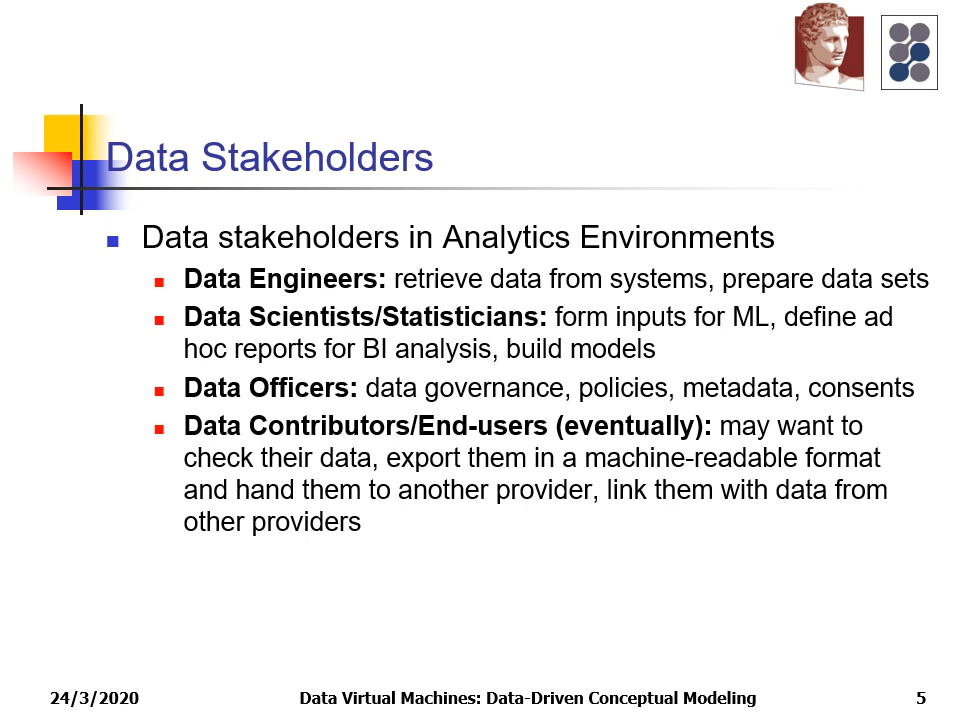 Data Stakeholders
Data stakeholders in Analytics Environments
Data Engineers: retrieve data from systems, prepare data sets
Data Scientists/Statisticians: form inputs for ML, define ad
hoc reports for BI analysis, build models
Data Officers: data governance, policies, metadata, consents
Data Contributors/End-users (eventually): may want to
check their data, export them in a machine-readable format
and hand them to another provider, link them with data from
other providers
24/3/2020
Data Virtual Machines: Data-Driven Conceptual Modeling
5